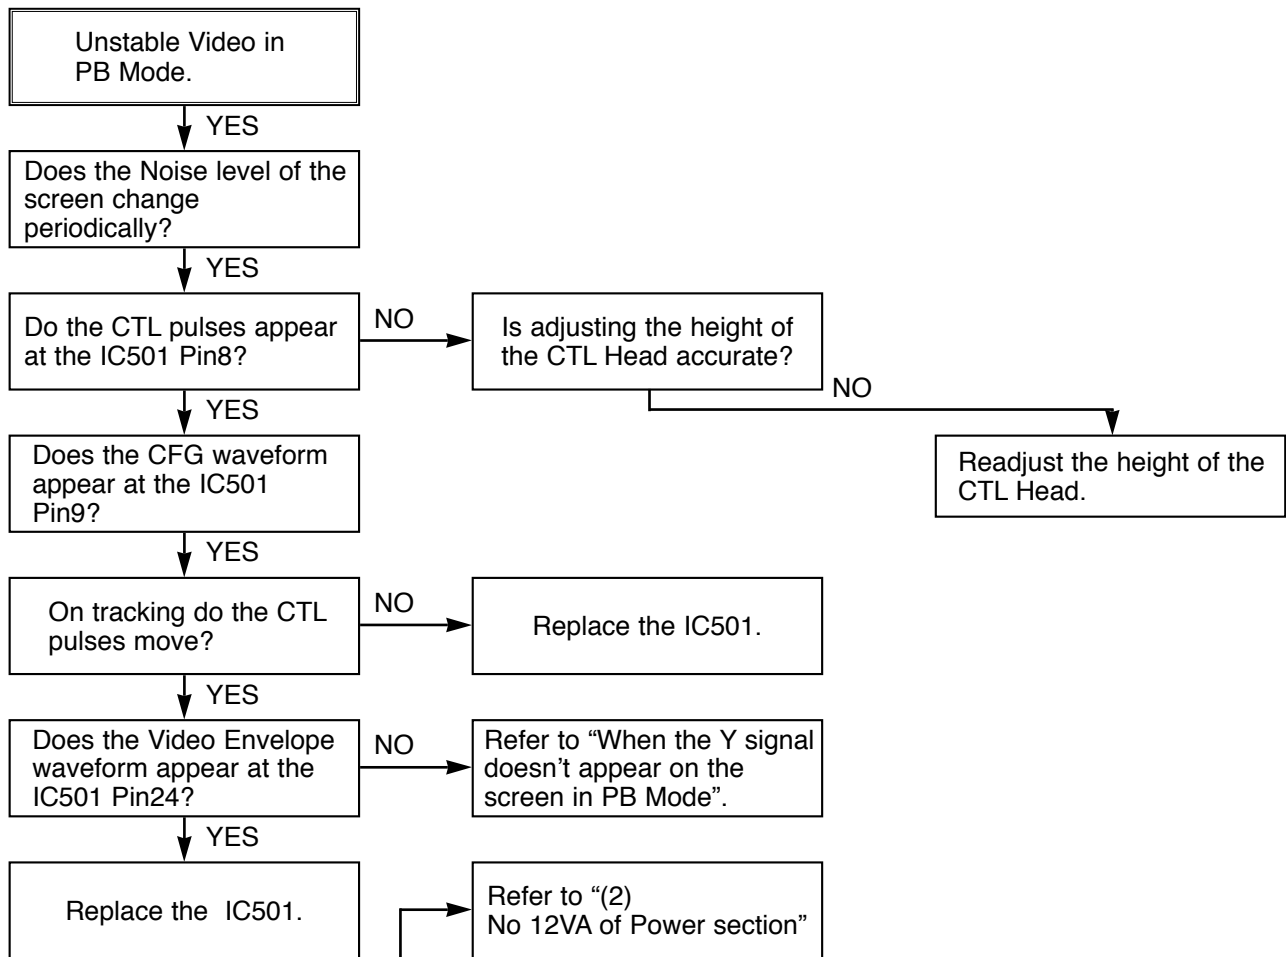 Unstable Video in
PB Mode.
YES
Does the Noise level of the
screen change
periodically?
YES
Do the CTL pulses appear
at the IC501 Pin8?
NO
Is adjusting the height of
the CTL Head accurate?
NO
Readjust the height of the
CTL Head.
YES
Does the CFG waveform
appear at the IC501
Pin9?
YES
On tracking do the CTL
pulses move?
NO
Replace the IC501.
YES
Does the Video Envelope
waveform appear at the
IC501 Pin24?
NO
Refer to “When the Y signal
doesn't appear on the
screen in PB Mode”.
YES
Replace the IC501.
Refer to “(2)
No 12VA of Power section”